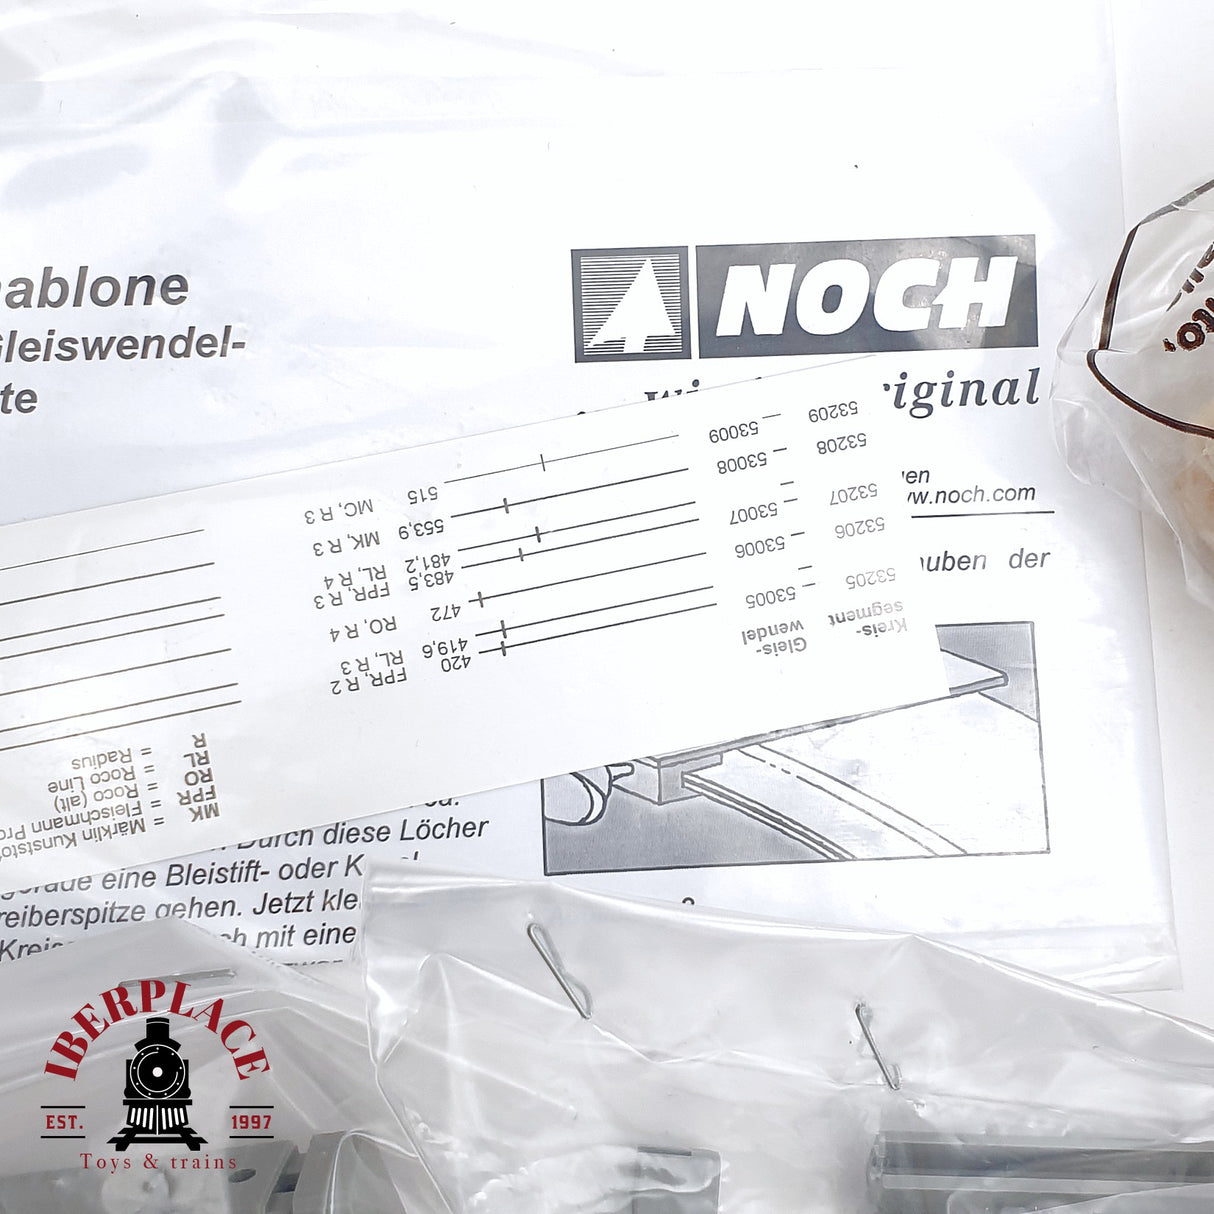 ablone
Gleiswendel-
te
NOCH
iginal
en
w.noch.com
auben der
Durch diese Löcher
eine Bleistift- oder K
reiberspitze gehen. Jetzt kle
ch mit eine
Gleis-
wendel
Kreis-
segment
FPR, R 2 420 53005 – 53205
RL, R 3 419,6
RO, R 4 472 53006 – 53206
FPR, R 3 483,5 53007 – 53207
RL, R 4 481,2
MK, R 3 553,9 53008 – 53208
MC, R 3 515 53009 – 53209
MK = Märklin Kunststo
FPR = Fleischmann Pro
RO = Roco (alt)
RL = Roco Line
R = Radius
IBERPLACE
EST. 1997
Toys & trains